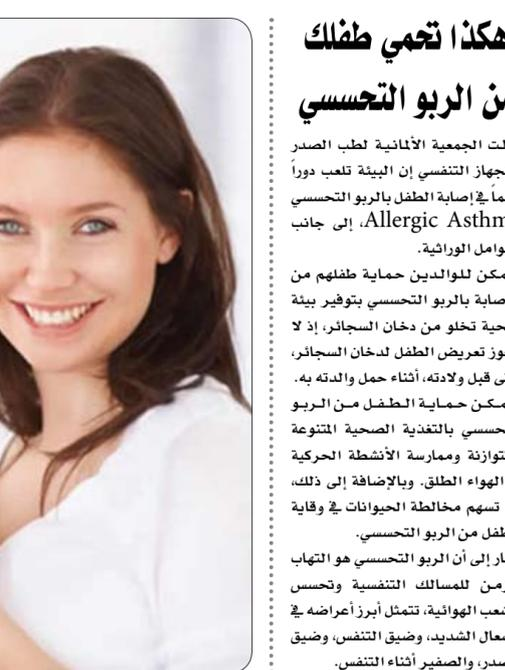 هكذا تحمي طفلك
ن الربو التحسسي
لت الجمعية الألمانية لطب الصدر
لجهاز التنفسي إن البيئة تلعب دوراً
ماً في إصابة الطفل بالربو التحسسي
Allergic Asthm، إلى جانب
وامل الوراثية.
مكن للوالدين حماية طفلهم من
صابة بالربو التحسسي بتوفير بيئة
حية تخلو من دخان السجائر، إذ لا
وز تعريض الطفل لدخان السجائر،
ى قبل ولادته، أثناء حمل والدته به.
مكن حماية الطفل من الربو
حسسي بالتغذية الصحية المتنوعة
توازنة وممارسة الأنشطة الحركية
الهواء الطلق. وبالإضافة إلى ذلك،
تسهم مخالطة الحيوانات في وقاية
طفل من الربو التحسسي.
ار إلى أن الربو التحسسي هو التهاب
من للمسالك التنفسية وتحسس
شعب الهوائية، تتمثل أبرز أعراضه في
سعال الشديد، وضيق التنفس، وضيق
صدر، والصفير أثناء التنفس.